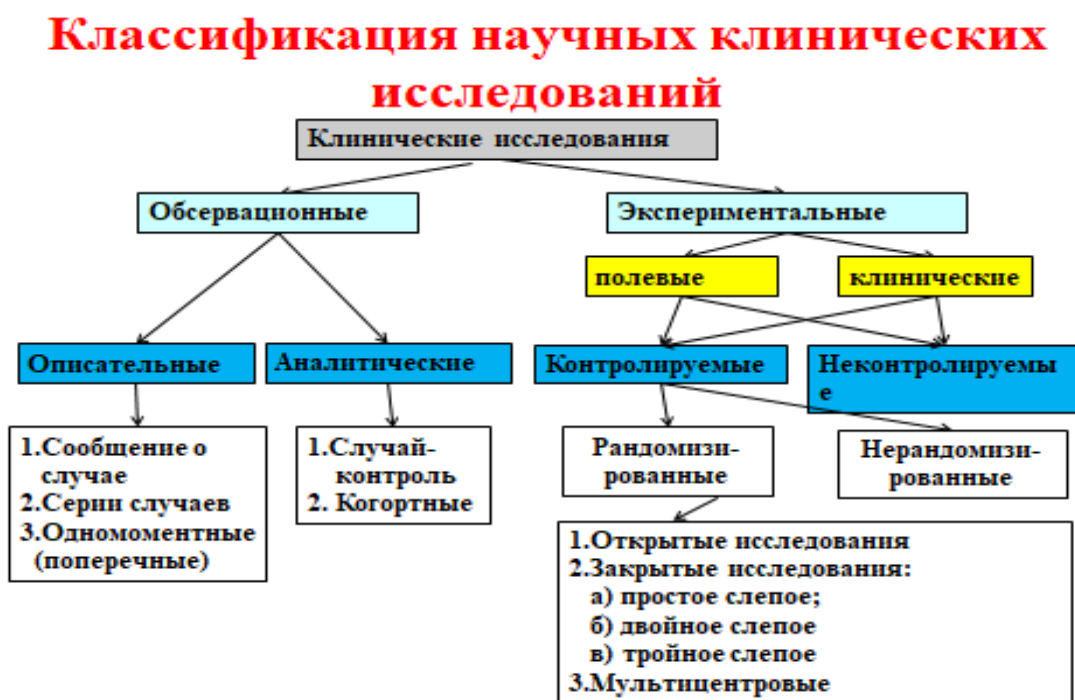 Классификация научных клинических
исследований
Клинические исследования
Обсервационные
Экспериментальные
полевые
клинические
Описательные
Аналитические
Контролируемые
Неконтролируемы
е
1.Сообщение о
случае
2.Серии случаев
3.Одномоментные
(поперечные)
1.Случай-
контроль
2. Когортные
Рандомизи-
рованные
Нерандомизи-
рованные
1.Открытые исследования
2.Закрытые исследования:
а) простое слепое;
б) двойное слепое
в) тройное слепое
3.Мультицентровые